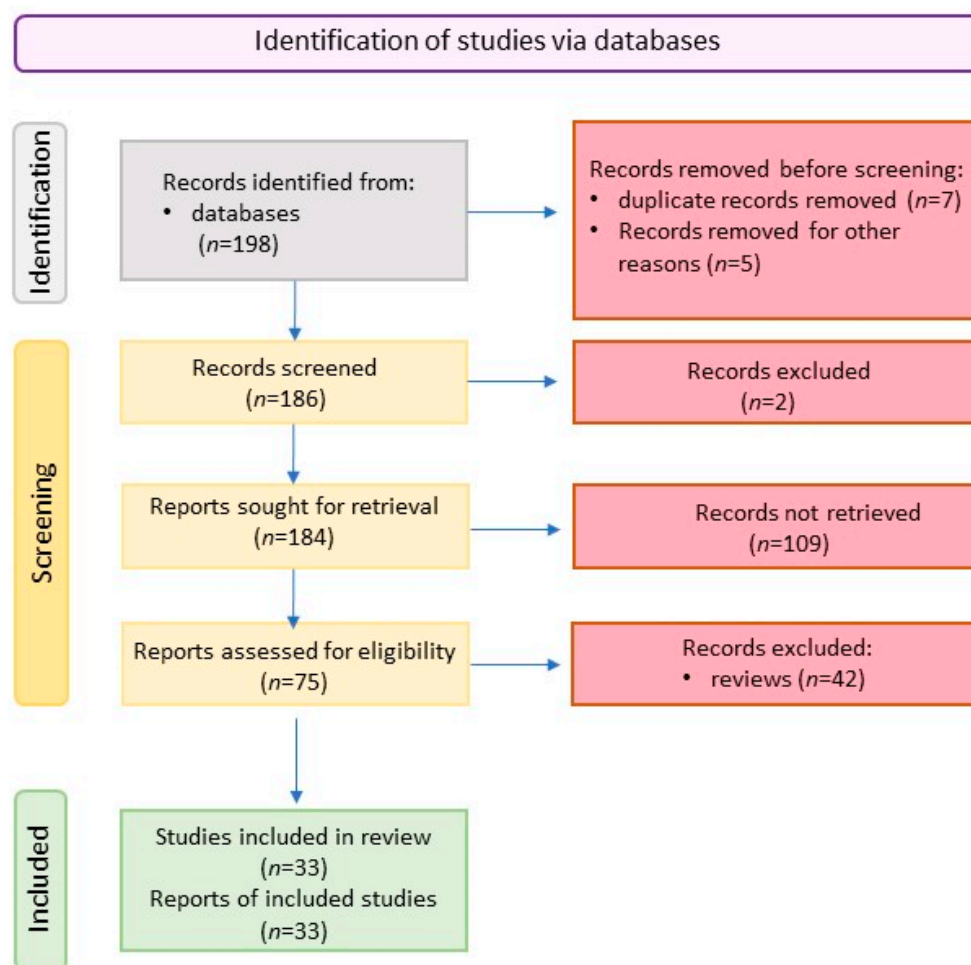 Identification of studies via databases
Identification
Records identified from:
• databases
(n=198)
Records removed before screening:
• duplicate records removed (n=7)
• Records removed for other
reasons (n=5)
Screening
Records screened
(n=186)
Records excluded
(n=2)
Reports sought for retrieval
(n=184)
Records not retrieved
(n=109)
Reports assessed for eligibility
(n=75)
Records excluded:
• reviews (n=42)
Included
Studies included in review
(n=33)
Reports of included studies
(n=33)